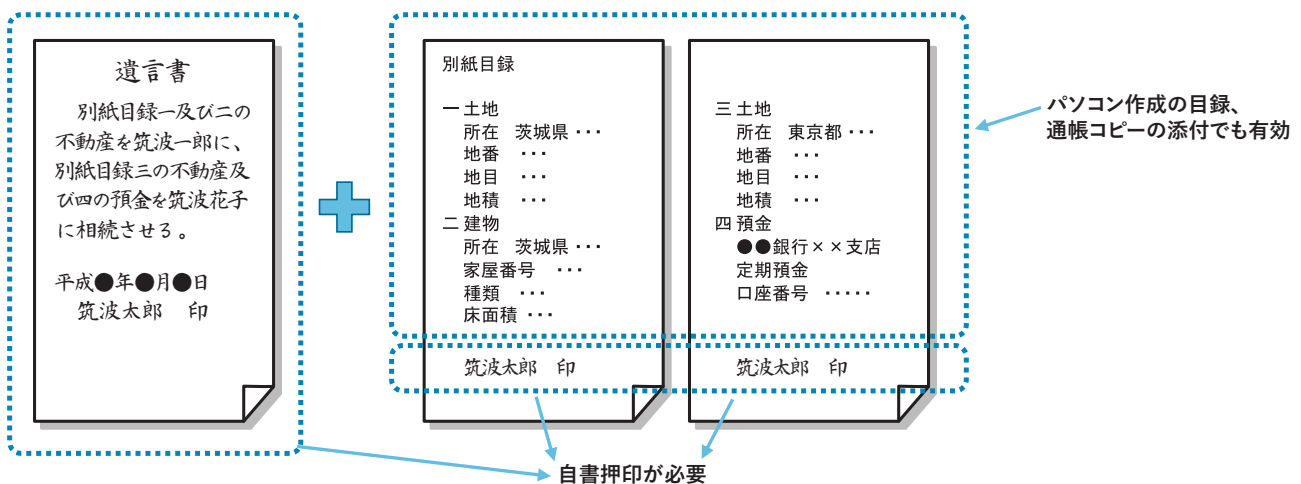 遺言書
別紙目録一及び二の
不動産を筑波一郎に、
別紙目録三の不動産及
び四の預金を筑波花子
に相続させる。
平成●年●月●日
筑波太郎 印
別紙目録
一 土地
所在 茨城県 ・・・
地番 ・・・
地目 ・・・
地積 ・・・
二 建物
所在 茨城県 ・・・
家屋番号 ・・・
種類 ・・・
床面積 ・・・
筑波太郎 印
三 土地
所在 東京都 ・・・
地番 ・・・
地目 ・・・
地積 ・・・
四 預金
●●銀行××支店
定期預金
口座番号 ・・・・・
筑波太郎 印
パソコン作成の目録、
通帳コピーの添付でも有効
自書押印が必要